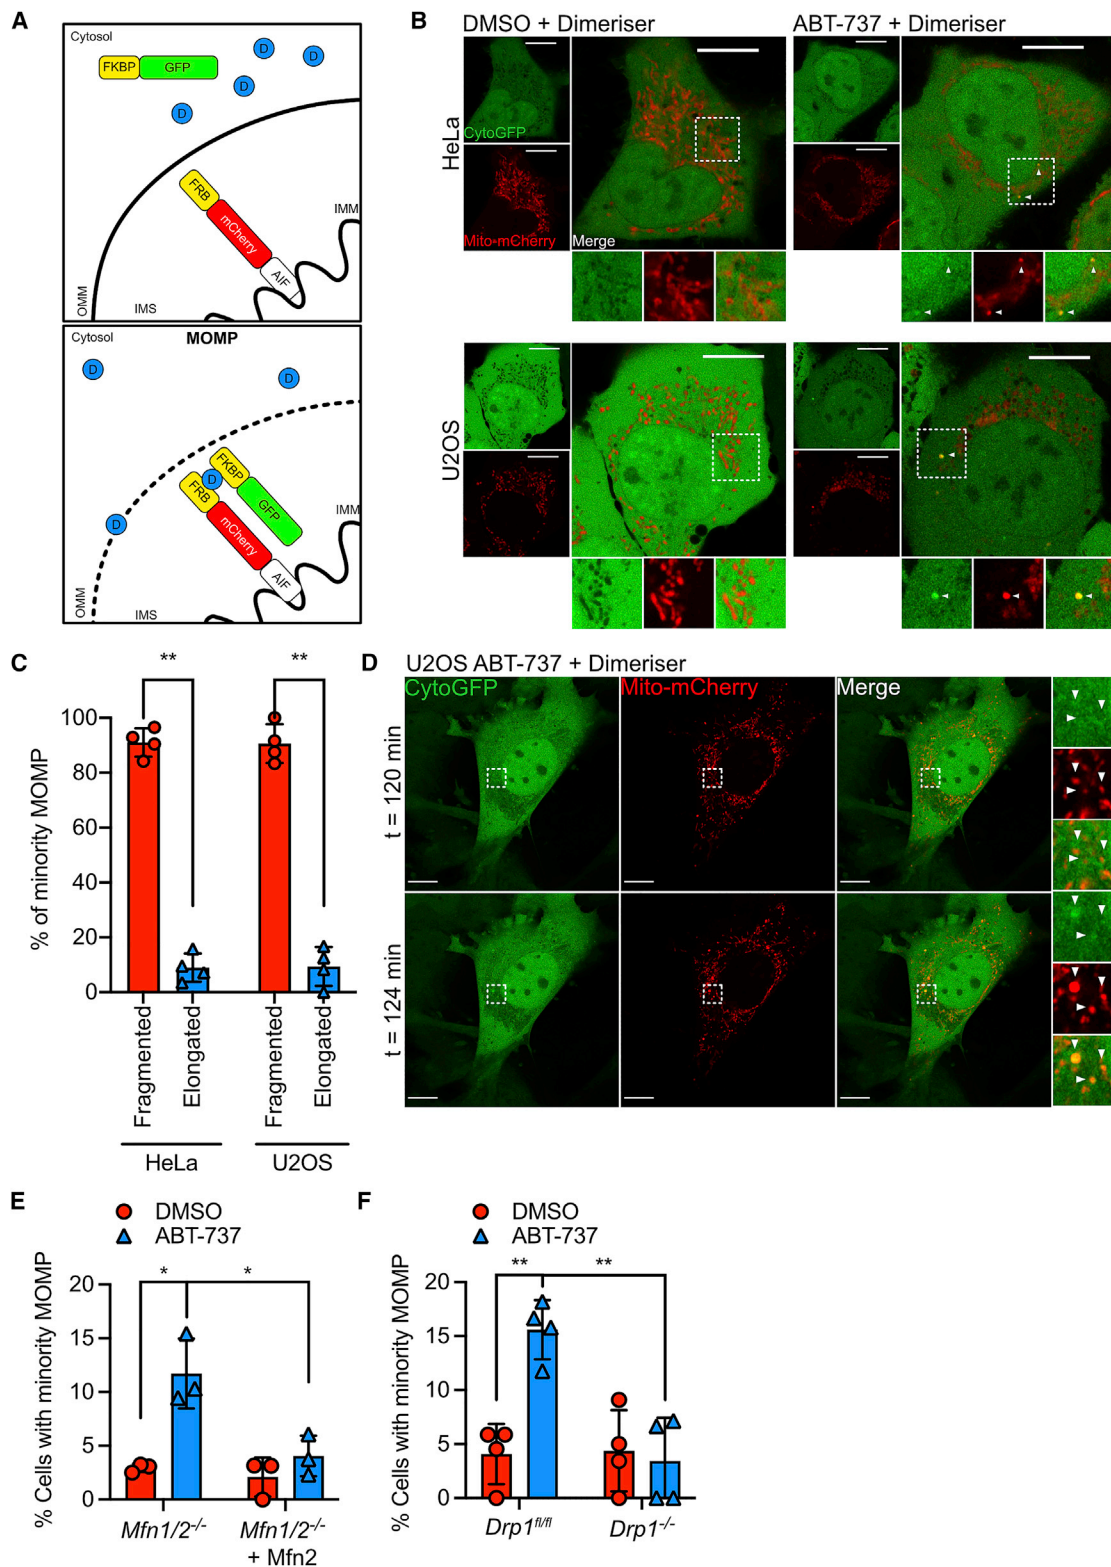 A
Cytosol
FKBP
GFP
D
D
D
D
FRB
mCherry
AIF
IMM
OMM
IMS
Cytosol
MOMP
D
D
D
D
FKBP
GFP
FRB
mCherry
AIF
IMM
OMM
IMS
B
DMSO + Dimeriser
ABT-737 + Dimeriser
HeLa
CytoGFP
Mito-mCherry
Merge
U2OS
C
% of minority MOMP
100
80
60
40
20
0
**
**
Fragmented
Elongated
Fragmented
Elongated
HeLa
U2OS
D
U2OS ABT-737 + Dimeriser
CytoGFP
Mito-mCherry
Merge
t = 120 min
t = 124 min
E
DMSO
ABT-737
% Cells with minority MOMP
20
15
10
5
0
*
*
Mfn1/2-/-
Mfn1/2-/-
+ Mfn2
F
DMSO
ABT-737
% Cells with minority MOMP
20
15
10
5
0
**
**
Drp1fl/fl
Drp1-/-